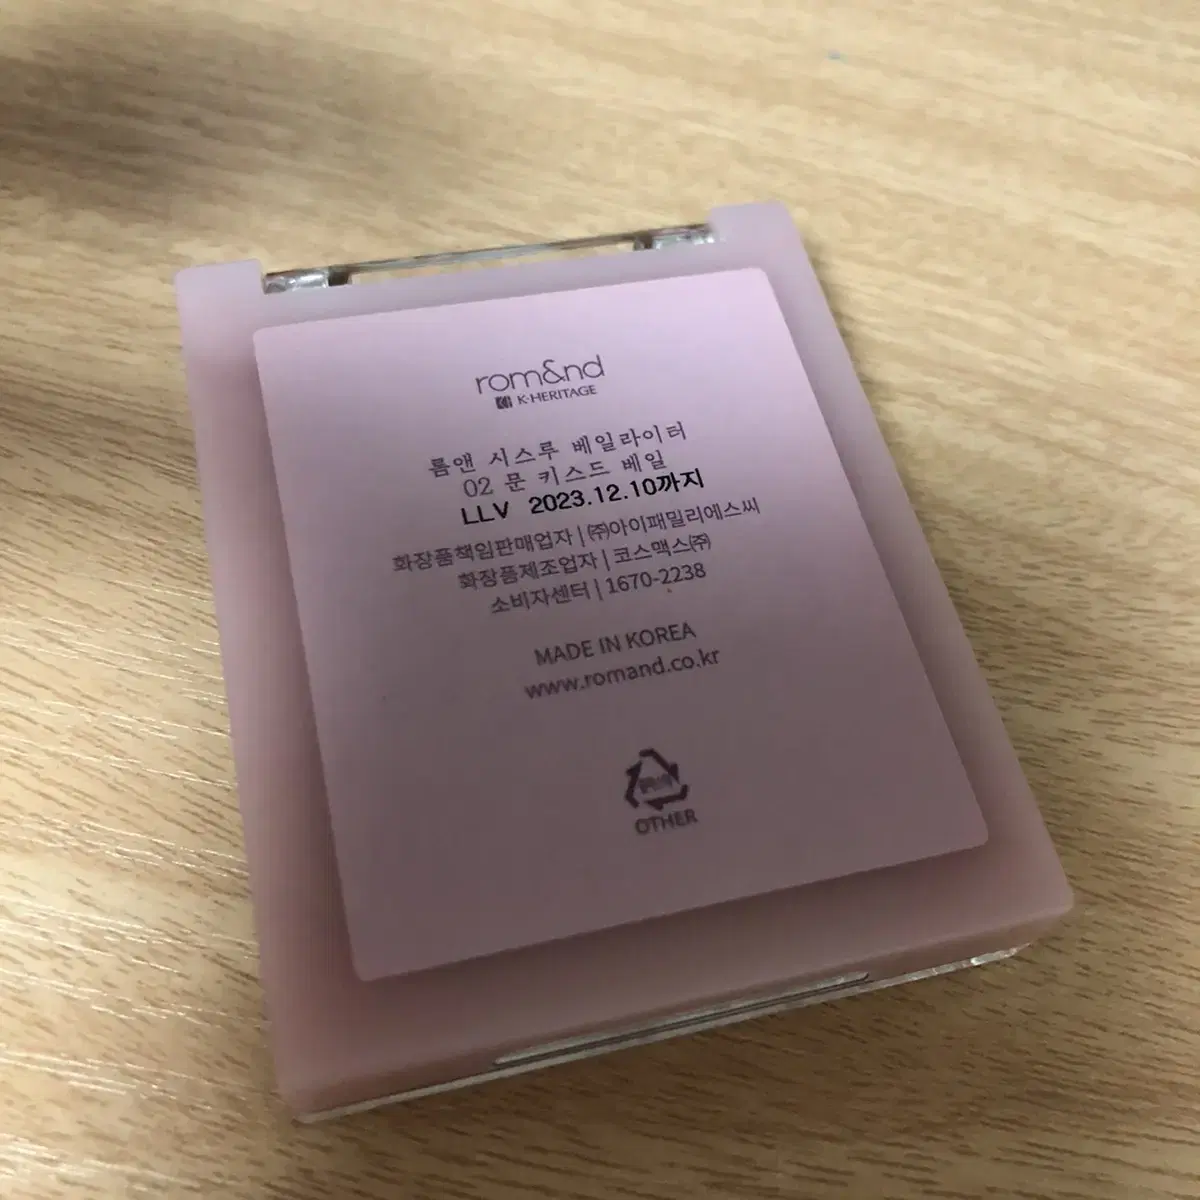 rom&nd
K·HERITAGE
롬앤 시스루 베일라이터
02 문 키스드 베일
LLV 2023.12.10까지
화장품책임판매업자 | ㈜아이패밀리에스씨
화장품제조업자 | 코스맥스㈜
소비자센터 | 1670-2238
MADE IN KOREA
www.romand.co.kr
OTHER